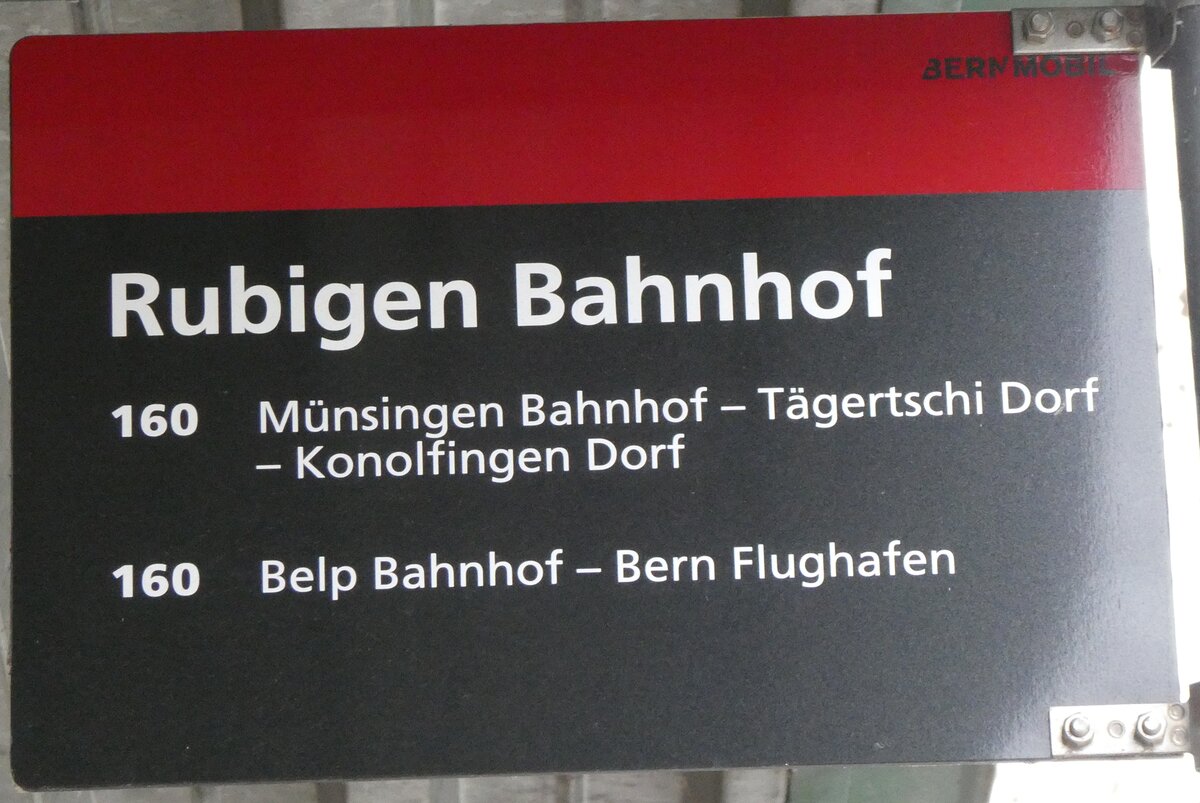 BERNMOBIL
Rubigen Bahnhof
160 Münsingen Bahnhof – Tägertschi Dorf
– Konolfingen Dorf
160 Belp Bahnhof – Bern Flughafen